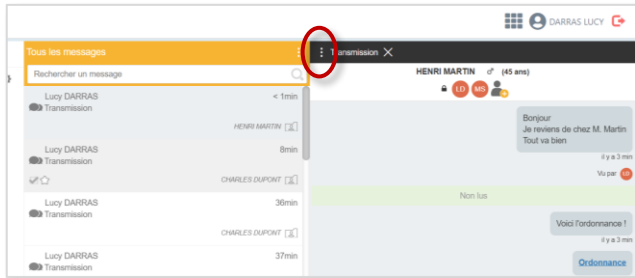 DARRAS LUCY
Tous les messages
Rechercher un message
Lucy DARRAS < 1min
Transmission
HENRI MARTIN
Lucy DARRAS 8min
Transmission
CHARLES DUPONT
Lucy DARRAS 36min
Transmission
CHARLES DUPONT
Lucy DARRAS 37min
Transmission
Transmission
HENRI MARTIN ♂ (45 ans)
LD MS
Bonjour
Je reviens de chez M. Martin
Tout va bien
il y a 3 min
Vu par LD
Non lus
Voici l'ordonnance !
il y a 3 min
Ordonnance